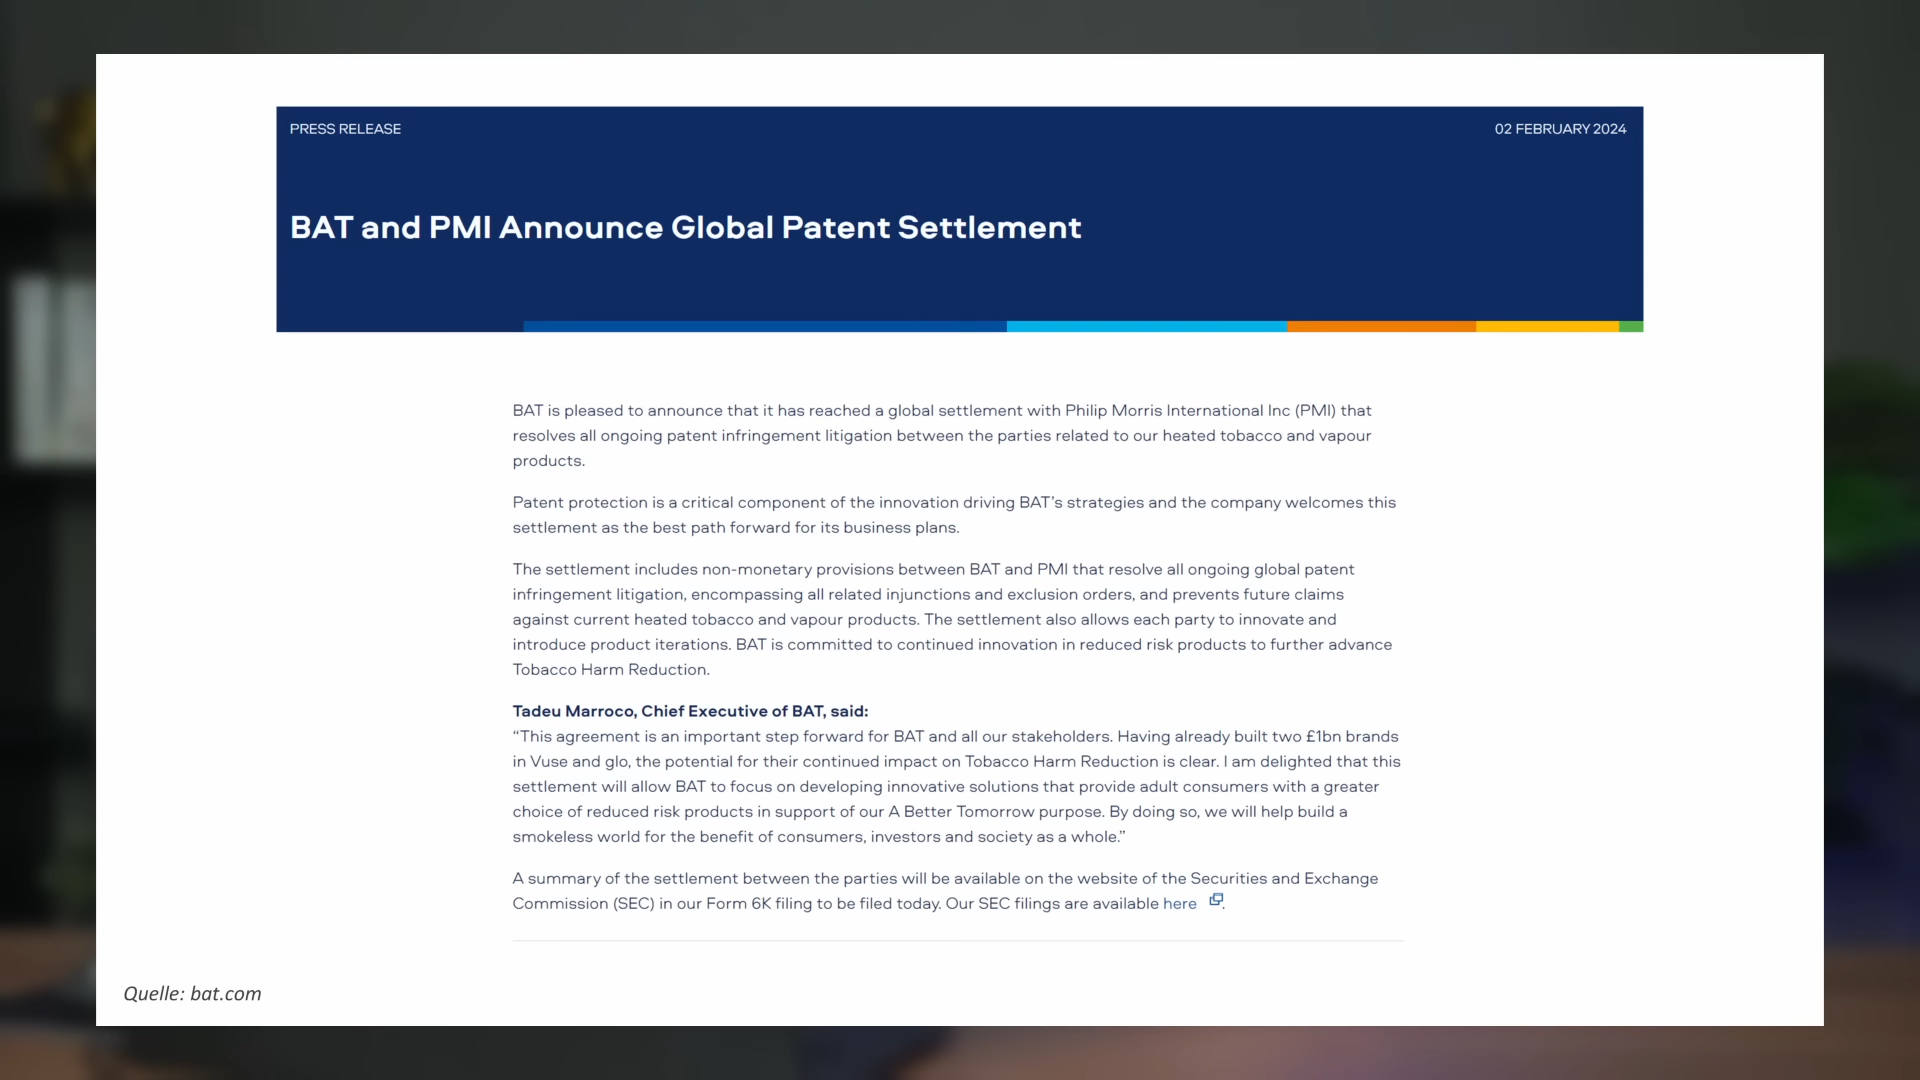 PRESS RELEASE
02 FEBRUARY 2024
BAT and PMI Announce Global Patent Settlement
BAT is pleased to announce that it has reached a global settlement with Philip Morris International Inc (PMI) that
resolves all ongoing patent infringement litigation between the parties related to our heated tobacco and vapour
products.
Patent protection is a critical component of the innovation driving BAT’s strategies and the company welcomes this
settlement as the best path forward for its business plans.
The settlement includes non-monetary provisions between BAT and PMI that resolve all ongoing global patent
infringement litigation, encompassing all related injunctions and exclusion orders, and prevents future claims
against current heated tobacco and vapour products. The settlement also allows each party to innovate and
introduce product iterations. BAT is committed to continued innovation in reduced risk products to further advance
Tobacco Harm Reduction.
Tadeu Marroco, Chief Executive of BAT, said:
“This agreement is an important step forward for BAT and all our stakeholders. Having already built two £1bn brands
in Vuse and glo, the potential for their continued impact on Tobacco Harm Reduction is clear. I am delighted that this
settlement will allow BAT to focus on developing innovative solutions that provide adult consumers with a greater
choice of reduced risk products in support of our A Better Tomorrow purpose. By doing so, we will help build a
smokeless world for the benefit of consumers, investors and society as a whole.”
A summary of the settlement between the parties will be available on the website of the Securities and Exchange
Commission (SEC) in our Form 6K filing to be filed today. Our SEC filings are available here .
Quelle: bat.com